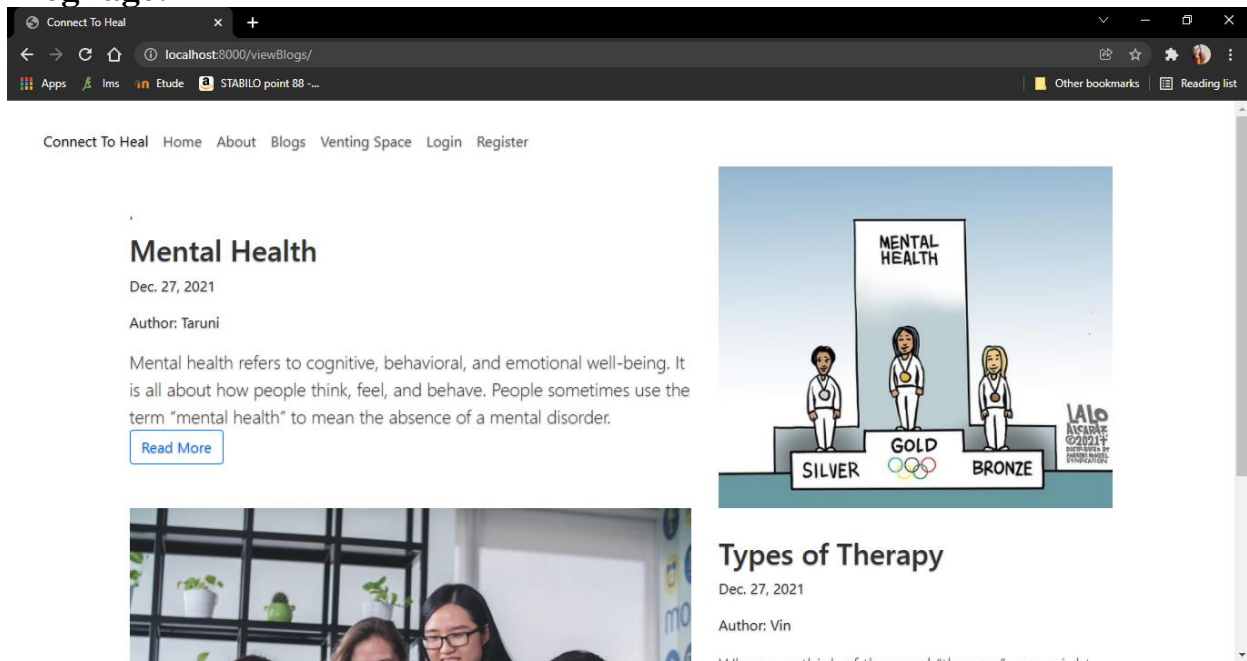 Connect To Heal
localhost:8000/viewBlogs/
Apps Ims Etude STABILO point 88 -... Other bookmarks Reading list
Connect To Heal Home About Blogs Venting Space Login Register
Mental Health
Dec. 27, 2021
Author: Taruni
Mental health refers to cognitive, behavioral, and emotional well-being. It
is all about how people think, feel, and behave. People sometimes use the
term “mental health” to mean the absence of a mental disorder.
Read More
MENTAL
HEALTH
SILVER
GOLD
BRONZE
LALO
ALCARAZ
©2021
Types of Therapy
Dec. 27, 2021
Author: Vin